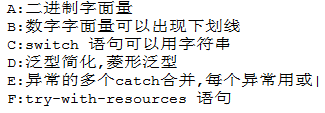 A:二进制字面量
B:数字字面量可以出现下划线
C:switch 语句可以用字符串
D:泛型简化,菱形泛型
E:异常的多个catch合并,每个异常用或|
F:try-with-resources 语句